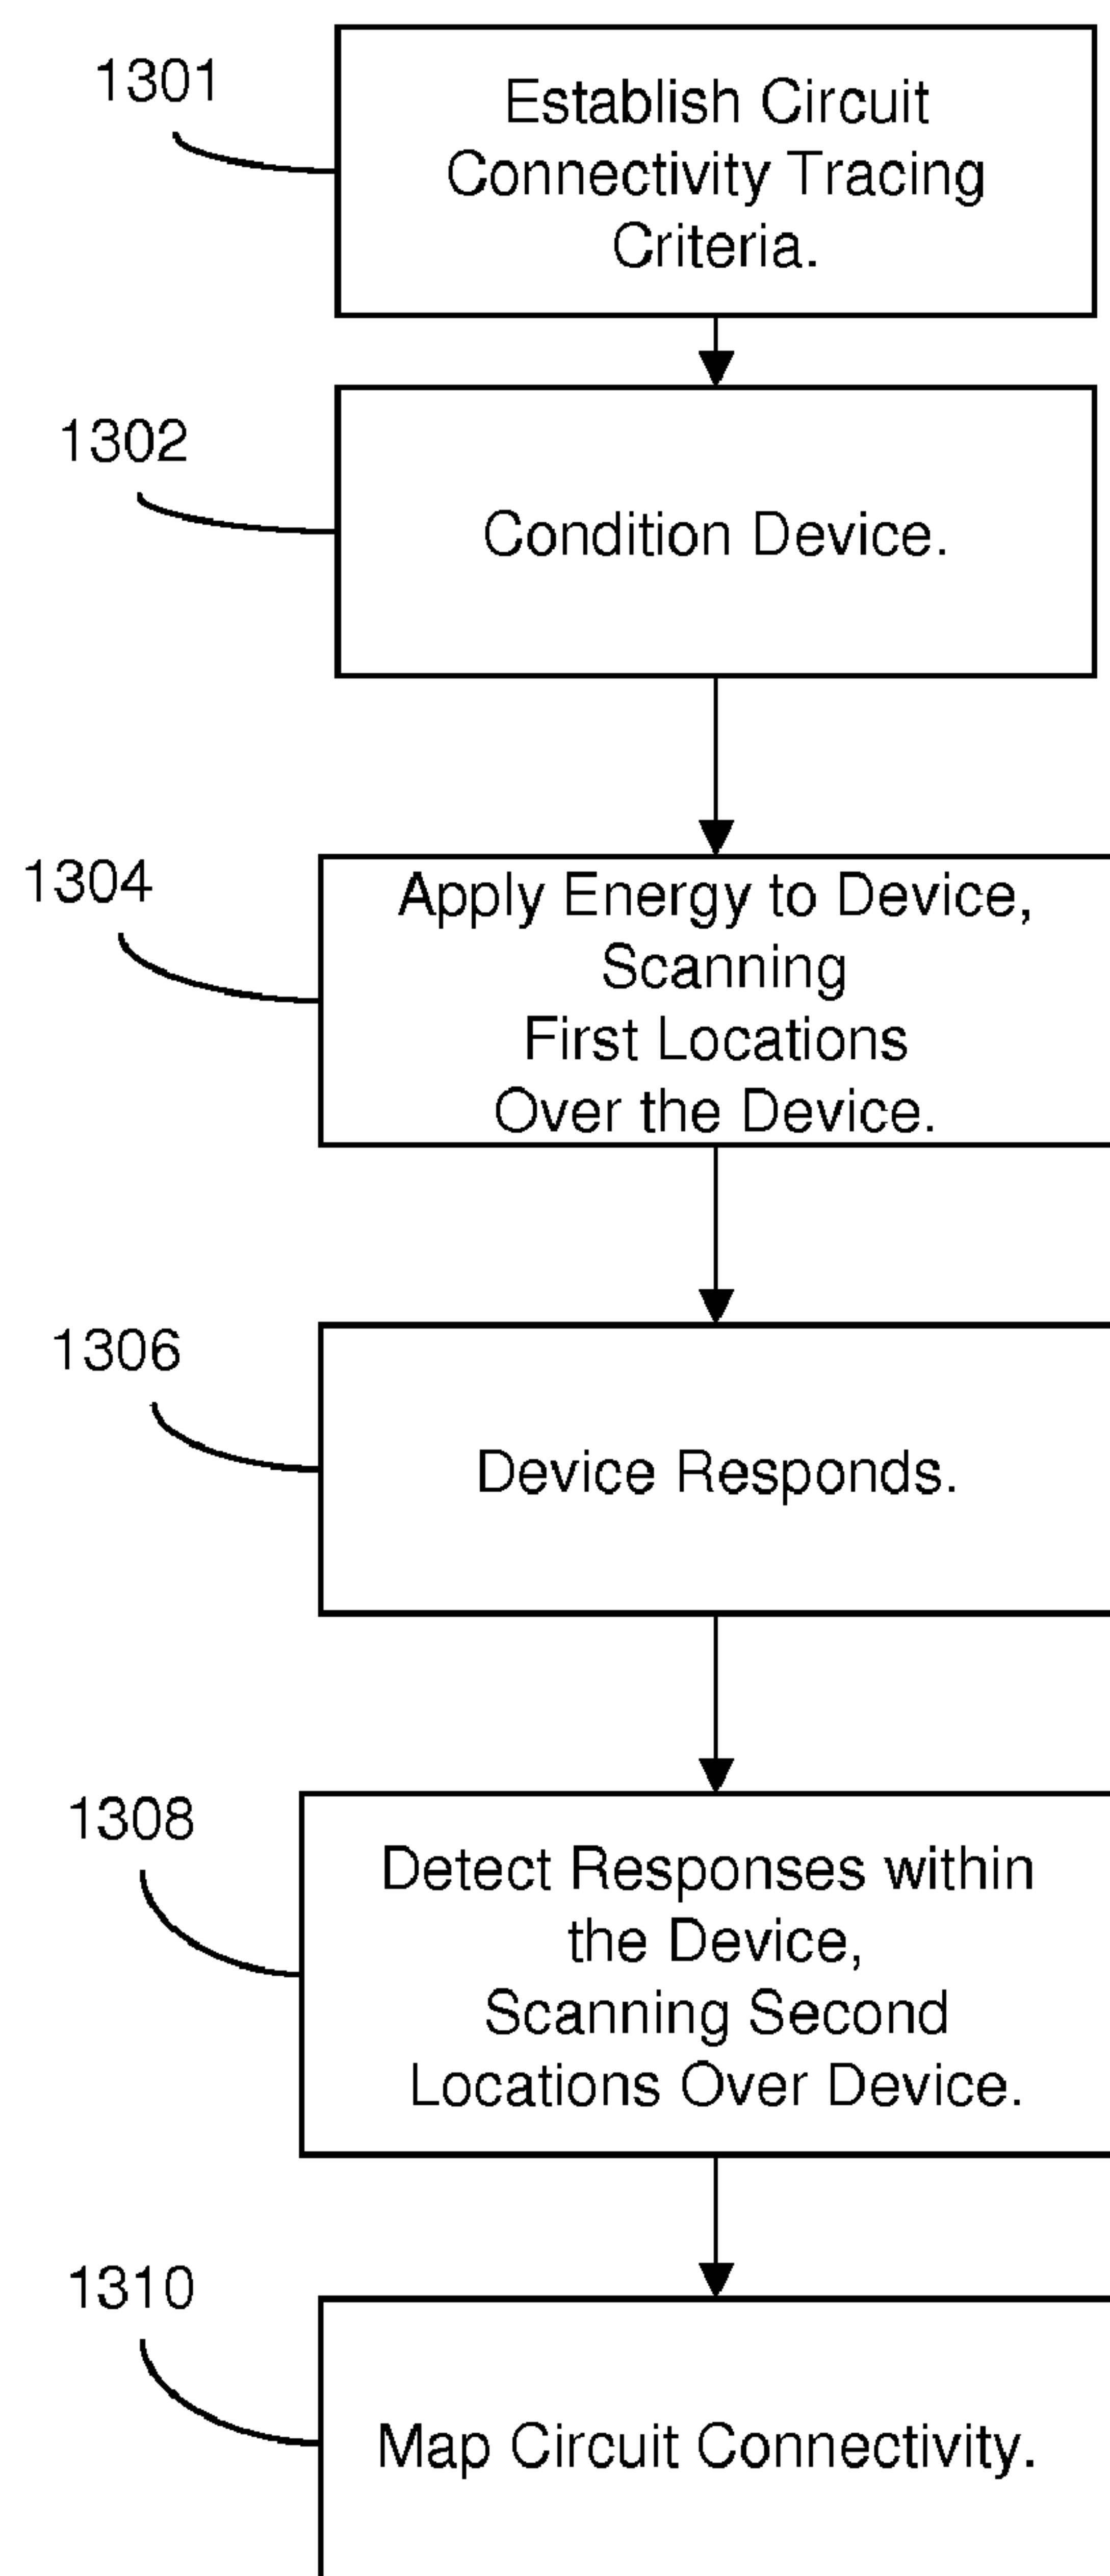 1301
Establish Circuit
Connectivity Tracing
Criteria.
1302
Condition Device.
1304
Apply Energy to Device,
Scanning
First Locations
Over the Device.
1306
Device Responds.
1308
Detect Responses within
the Device,
Scanning Second
Locations Over Device.
1310
Map Circuit Connectivity.